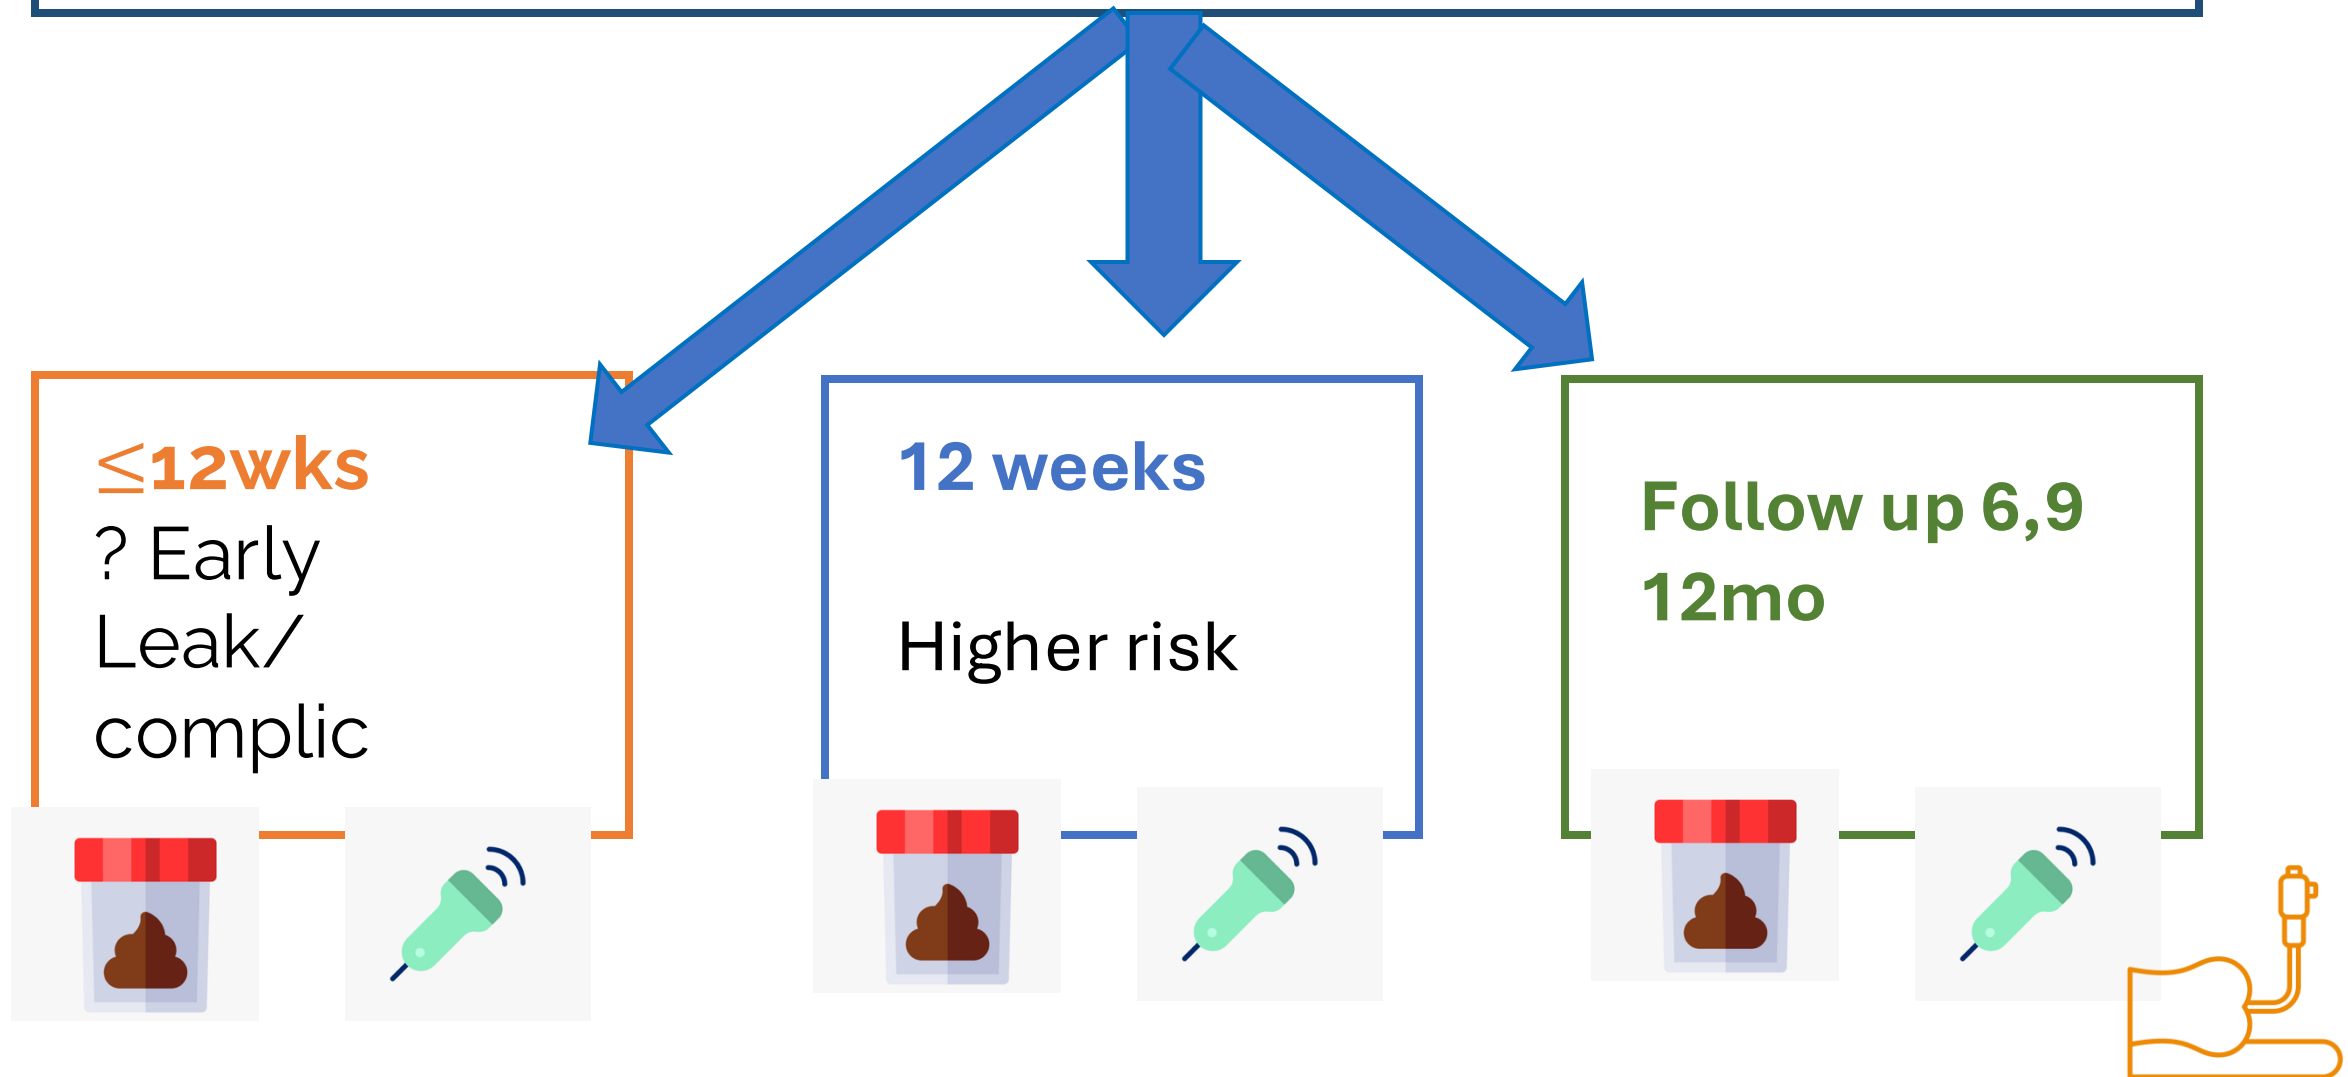 ≤12wks
? Early
Leak/
complic
12 weeks
Higher risk
Follow up 6,9
12mo